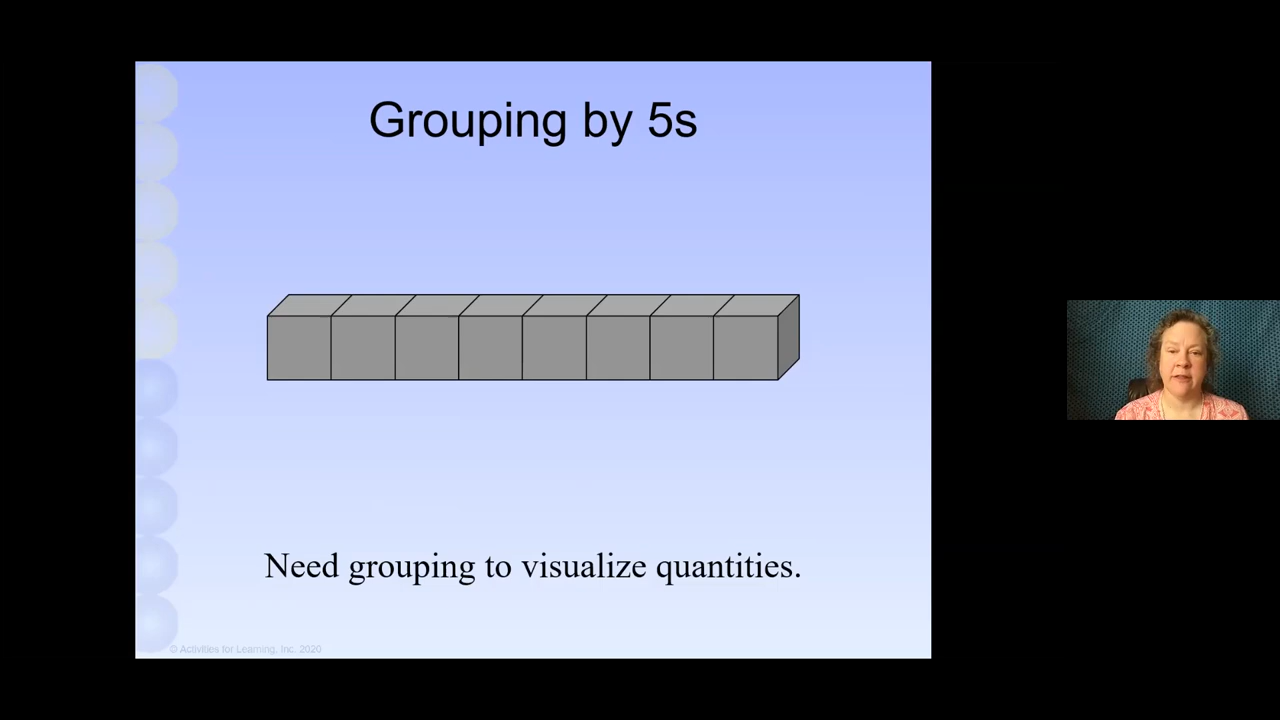 Grouping by 5s
Need grouping to visualize quantities.
© Activities for Learning, Inc. 2020